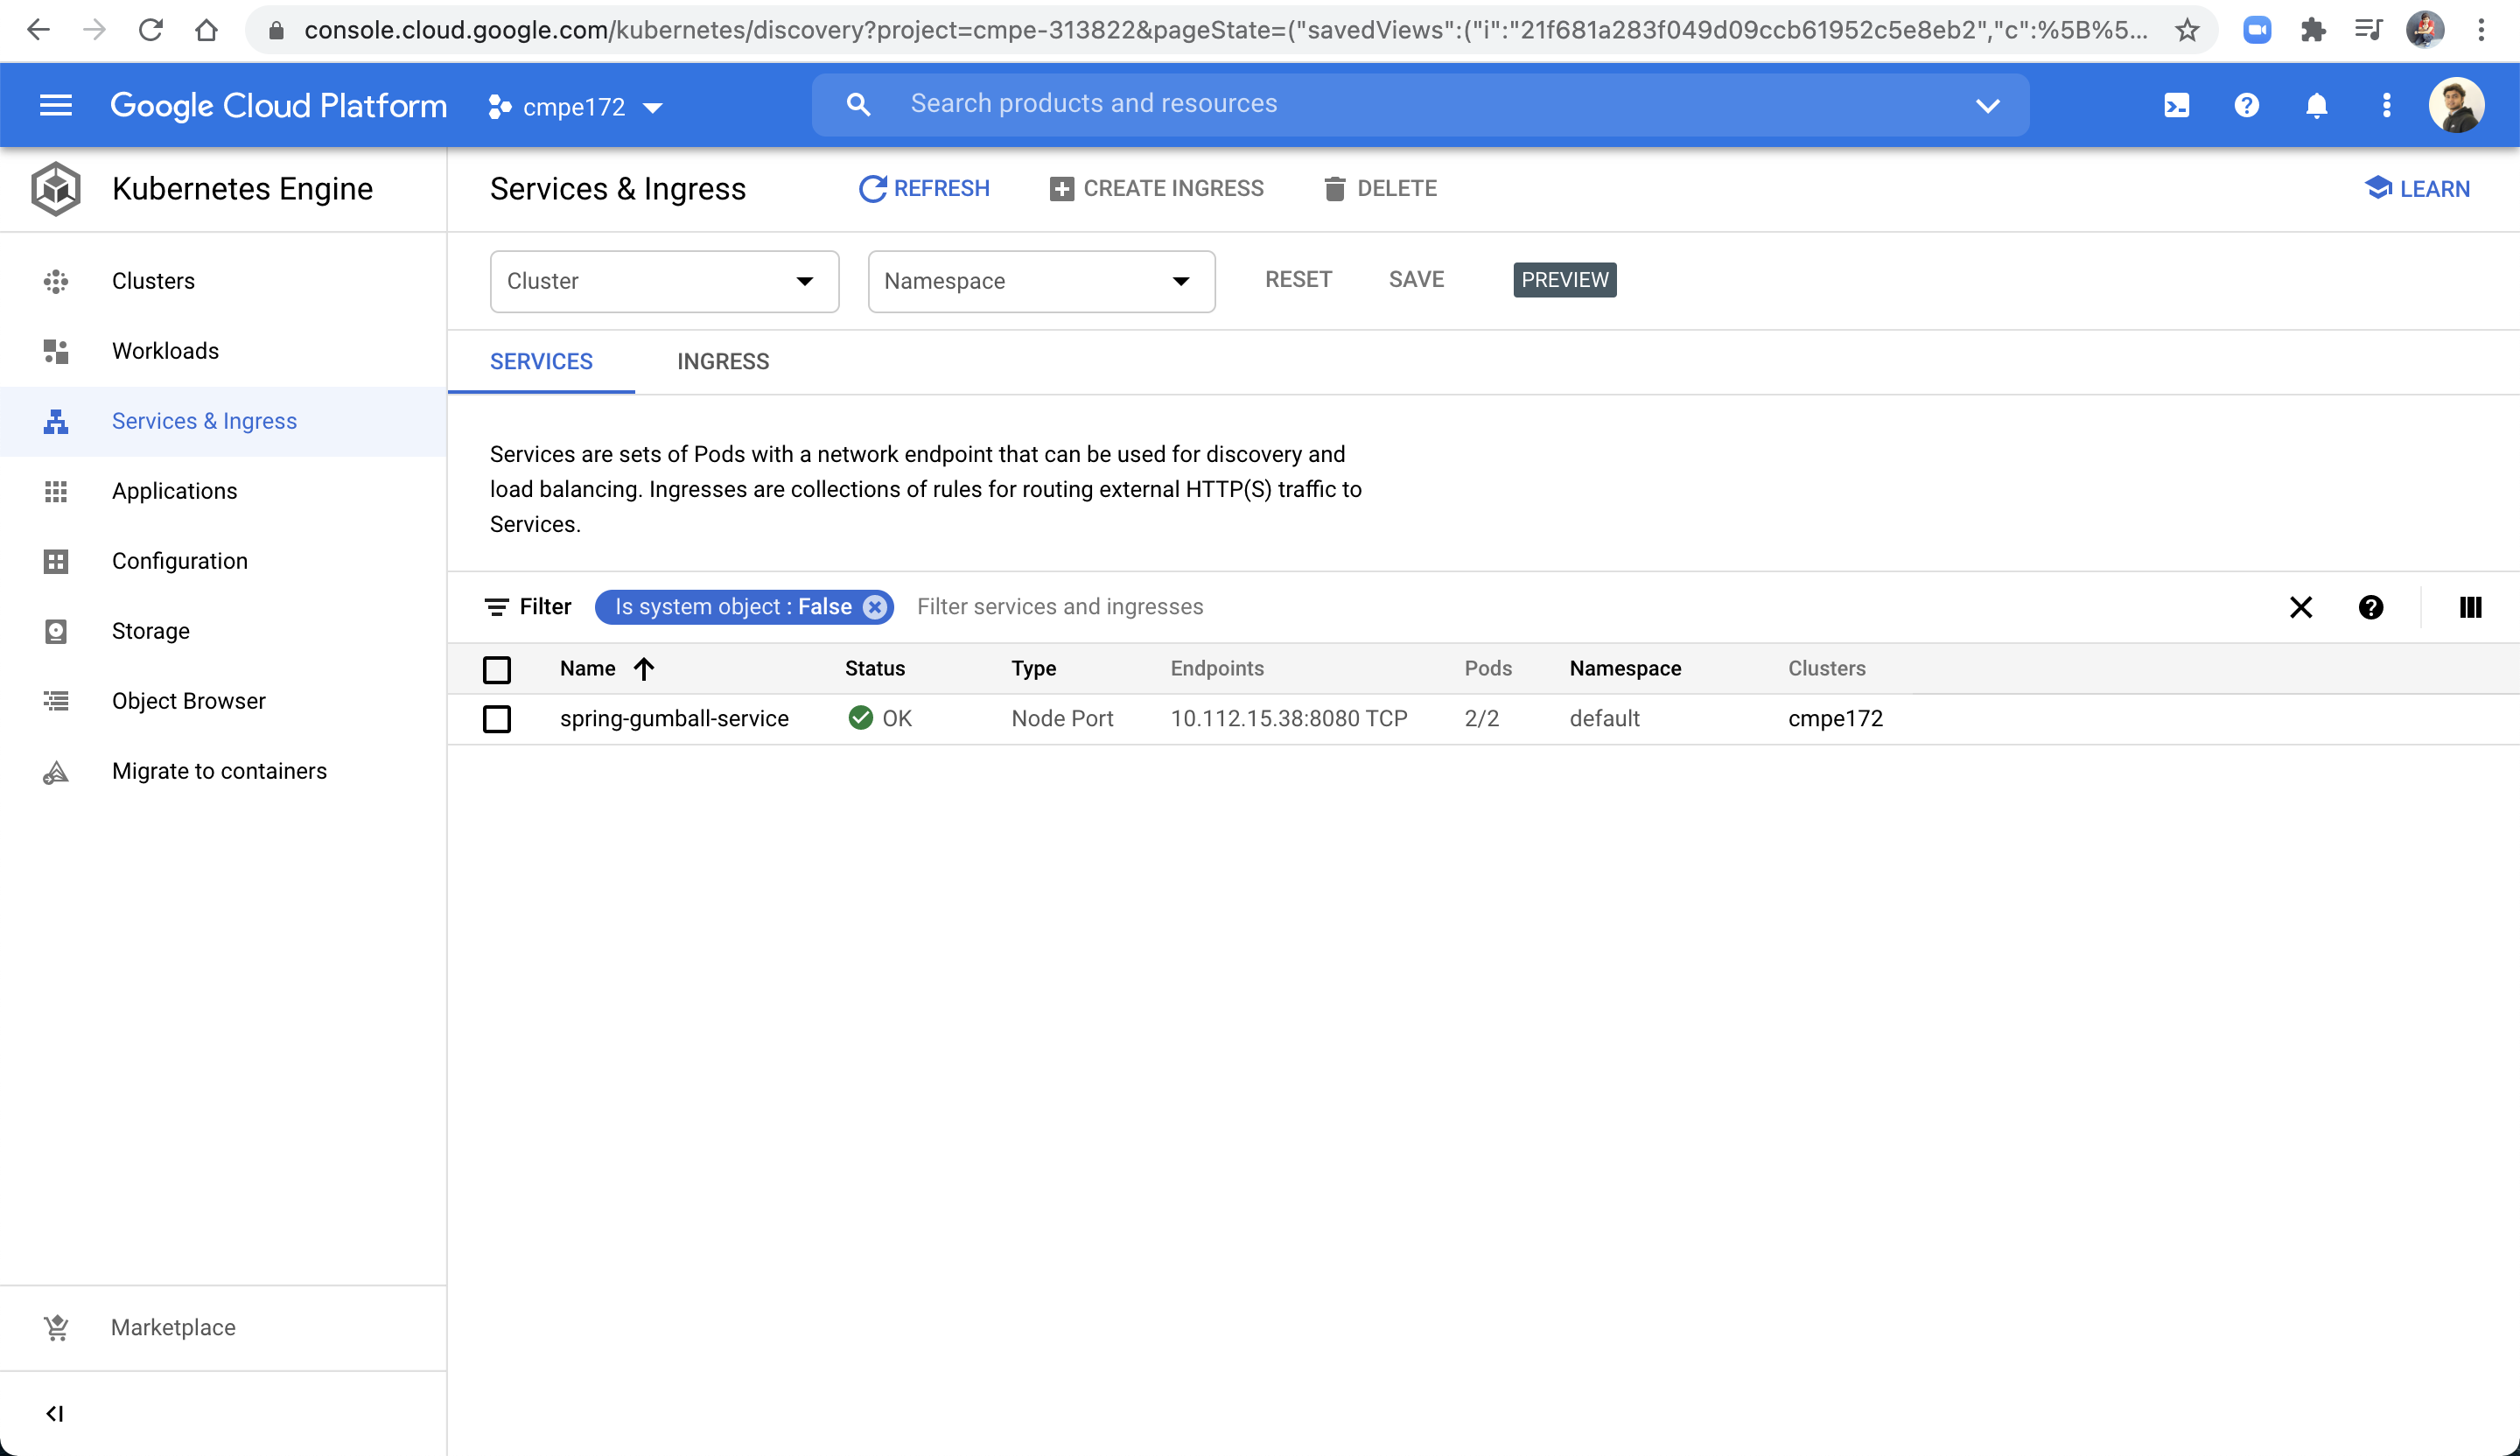 console.cloud.google.com/kubernetes/discovery?project=cmpe-313822&pageState=("savedViews":("i":"21f681a283f049d09ccb61952c5e8eb2","c":%5B%5...
Google Cloud Platform cmpe172 Search products and resources
Kubernetes Engine
Services & Ingress REFRESH CREATE INGRESS DELETE LEARN
Clusters
Workloads
Services & Ingress
Applications
Configuration
Storage
Object Browser
Migrate to containers
Marketplace
Cluster Namespace RESET SAVE PREVIEW
SERVICES INGRESS
Services are sets of Pods with a network endpoint that can be used for discovery and
load balancing. Ingresses are collections of rules for routing external HTTP(S) traffic to
Services.
Filter Is system object : False Filter services and ingresses
Name Status Type Endpoints Pods Namespace Clusters
spring-gumball-service OK Node Port 10.112.15.38:8080 TCP 2/2 default cmpe172